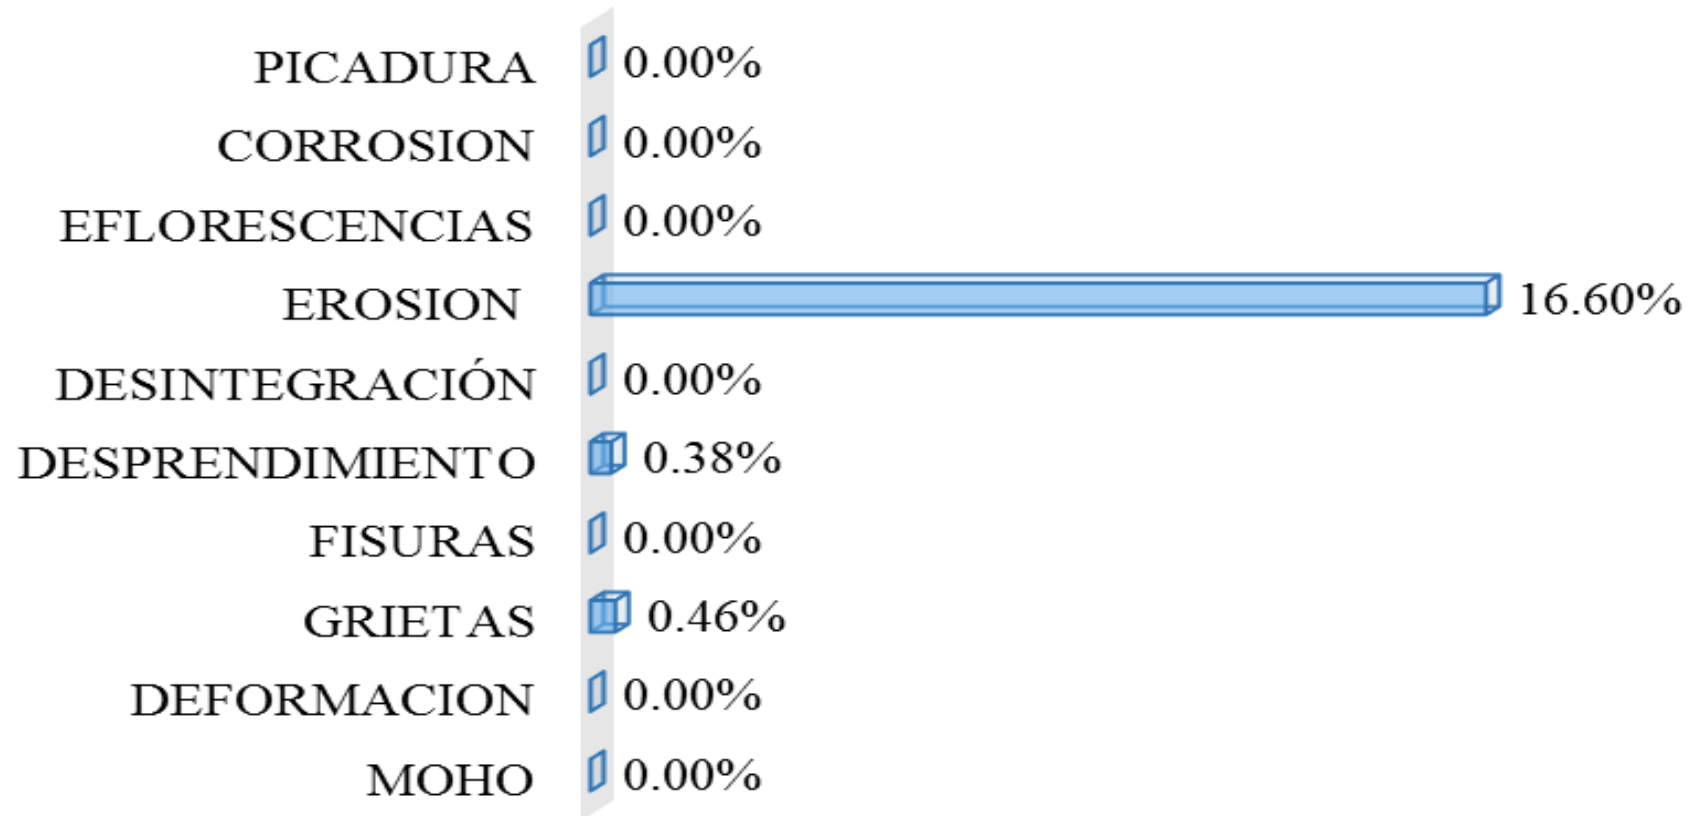 PICADURA 0.00%
CORROSION 0.00%
EFLORESCENCIAS 0.00%
EROSION 16.60%
DESINTEGRACIÓN 0.00%
DESPRENDIMIENTO 0.38%
FISURAS 0.00%
GRIETAS 0.46%
DEFORMACION 0.00%
MOHO 0.00%